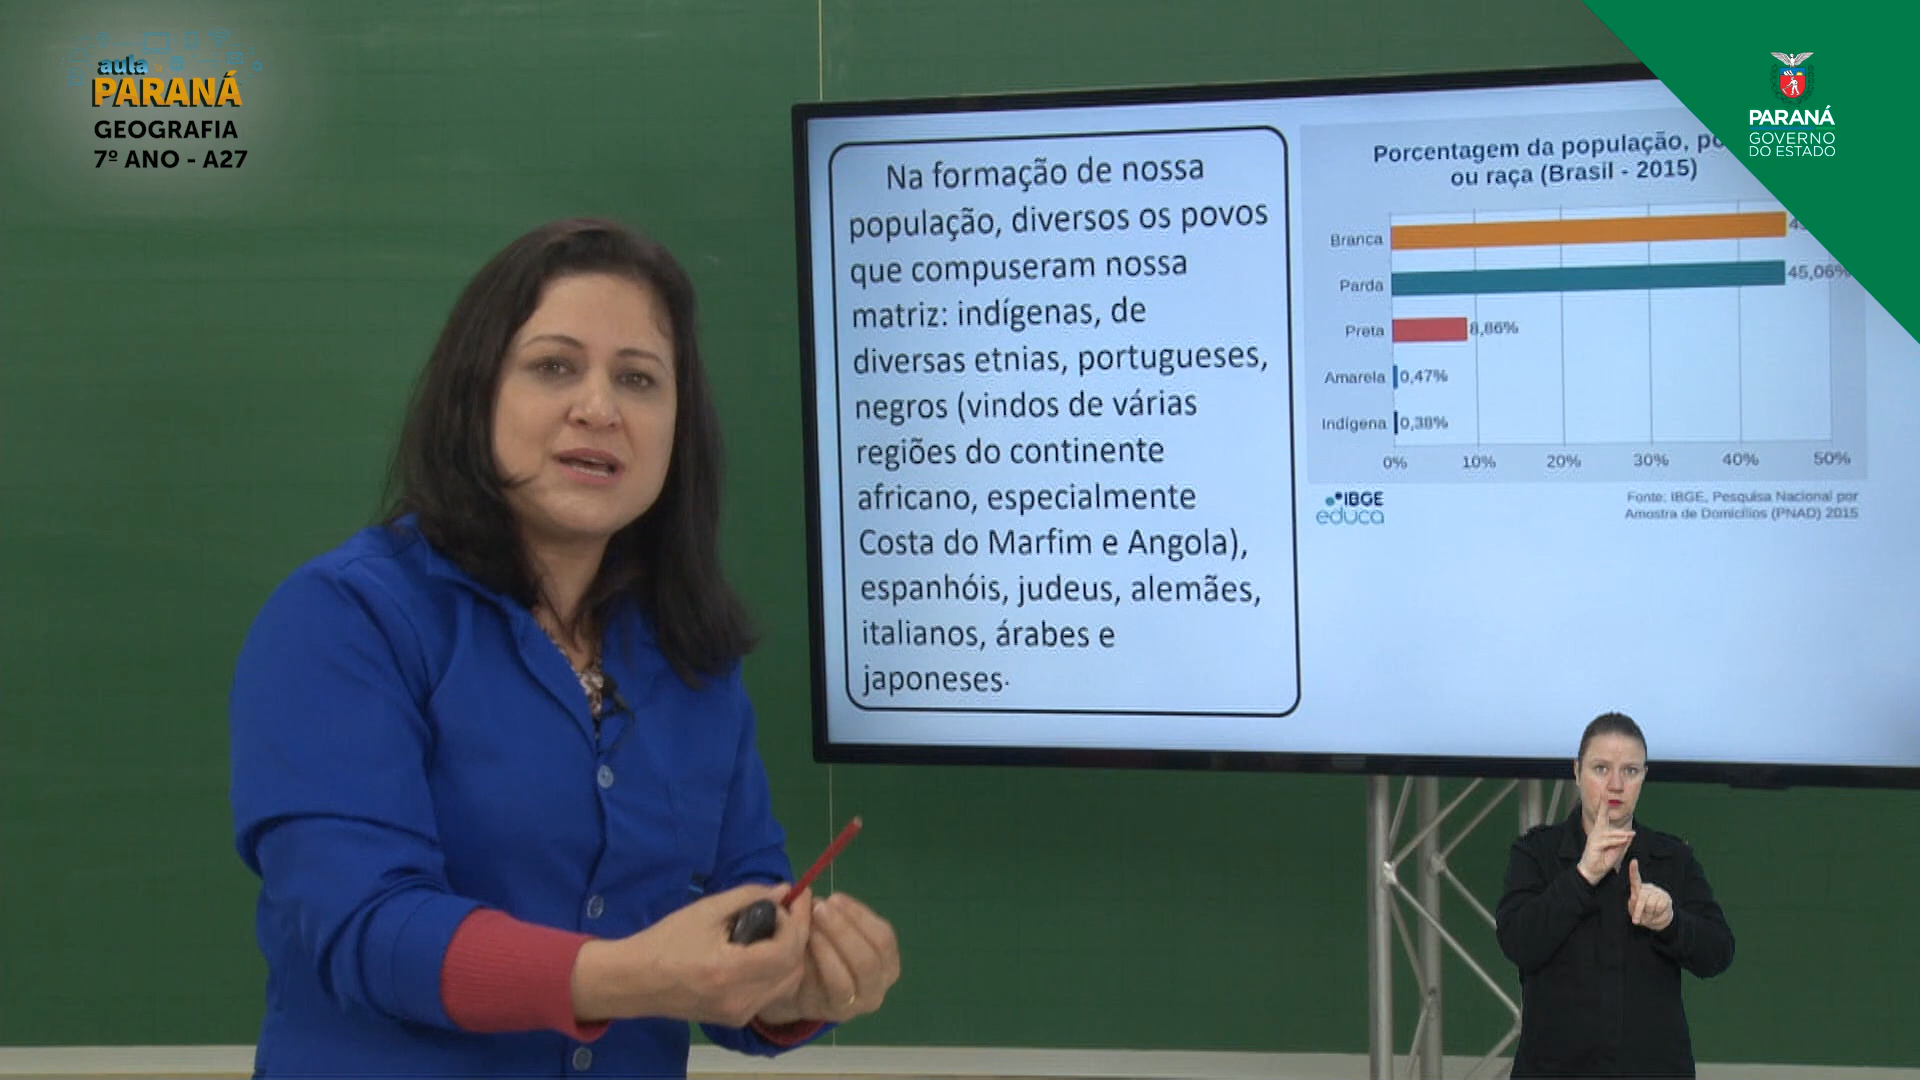 aula
PARANÁ
GEOGRAFIA
7º ANO - A27
Na formação de nossa
população, diversos os povos
que compuseram nossa
matriz: indígenas, de
diversas etnias, portugueses,
negros (vindos de várias
regiões do continente
africano, especialmente
Costa do Marfim e Angola),
espanhóis, judeus, alemães,
italianos, árabes e
japoneses.
Porcentagem da população,
ou raça (Brasil - 2015)
Branca
Parda 45,06%
Preta 8,86%
Amarela 0,47%
Indígena 0,38%
0% 10% 20% 30% 40% 50%
IBGE
educa
Fonte: IBGE, Pesquisa Nacional por
Amostra de Domicílios (PNAD) 2015
PARANÁ
GOVERNO
DO ESTADO